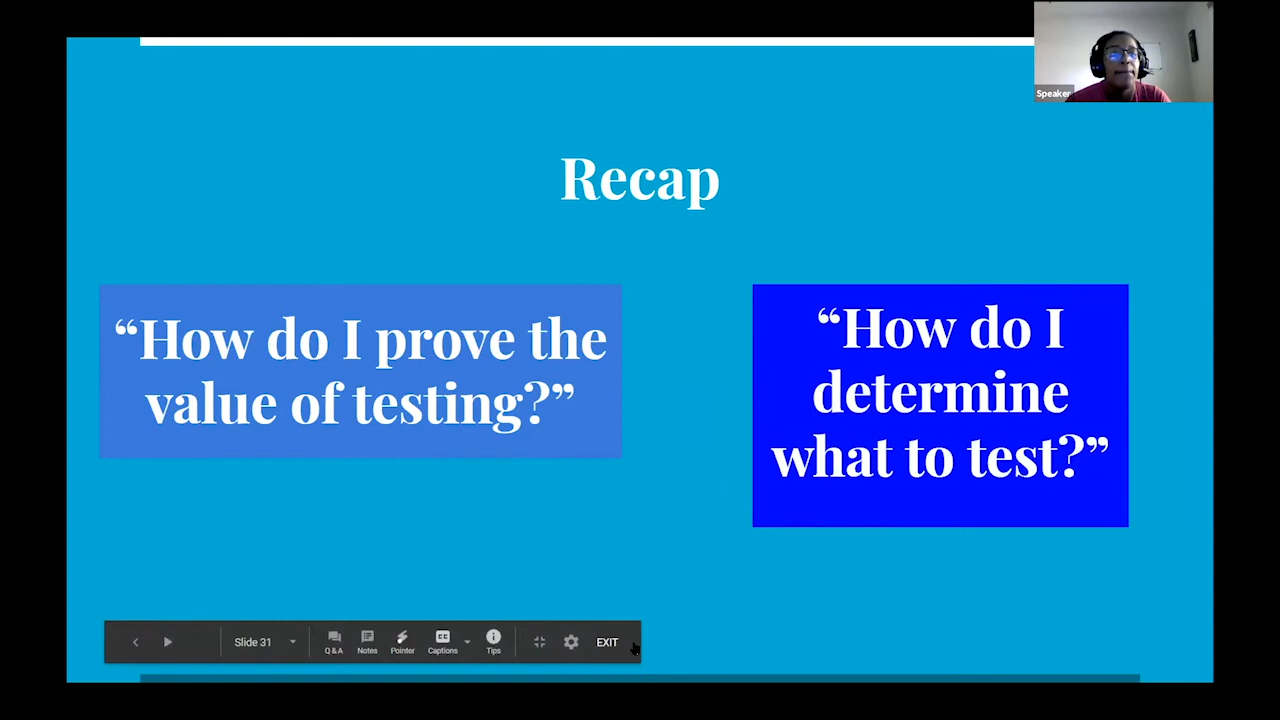 Speaker
Recap
“How do I prove the
value of testing?”
“How do I
determine
what to test?”
Slide 31
Q & A
Notes
Pointer
Captions
Tips
EXIT